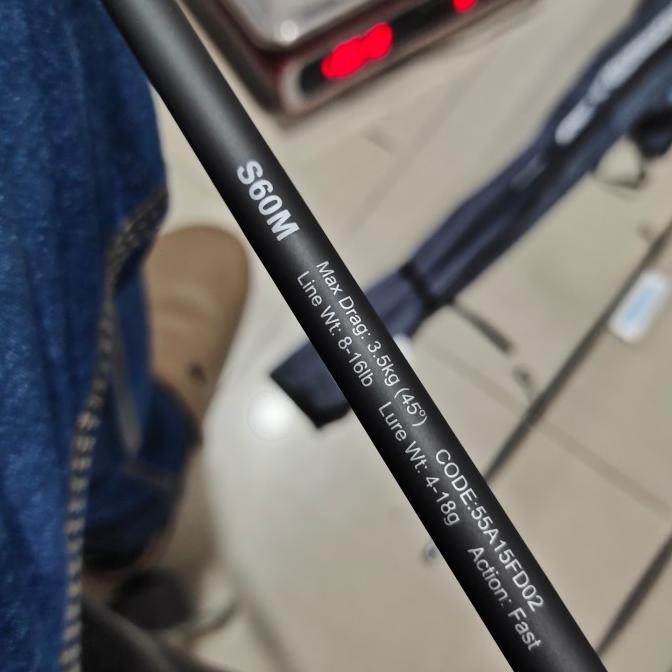 S60M
Max Drag: 3.5kg (45°) CODE:55A15FD02
Line Wt: 8-16lb Lure Wt: 4-18g Action: Fast